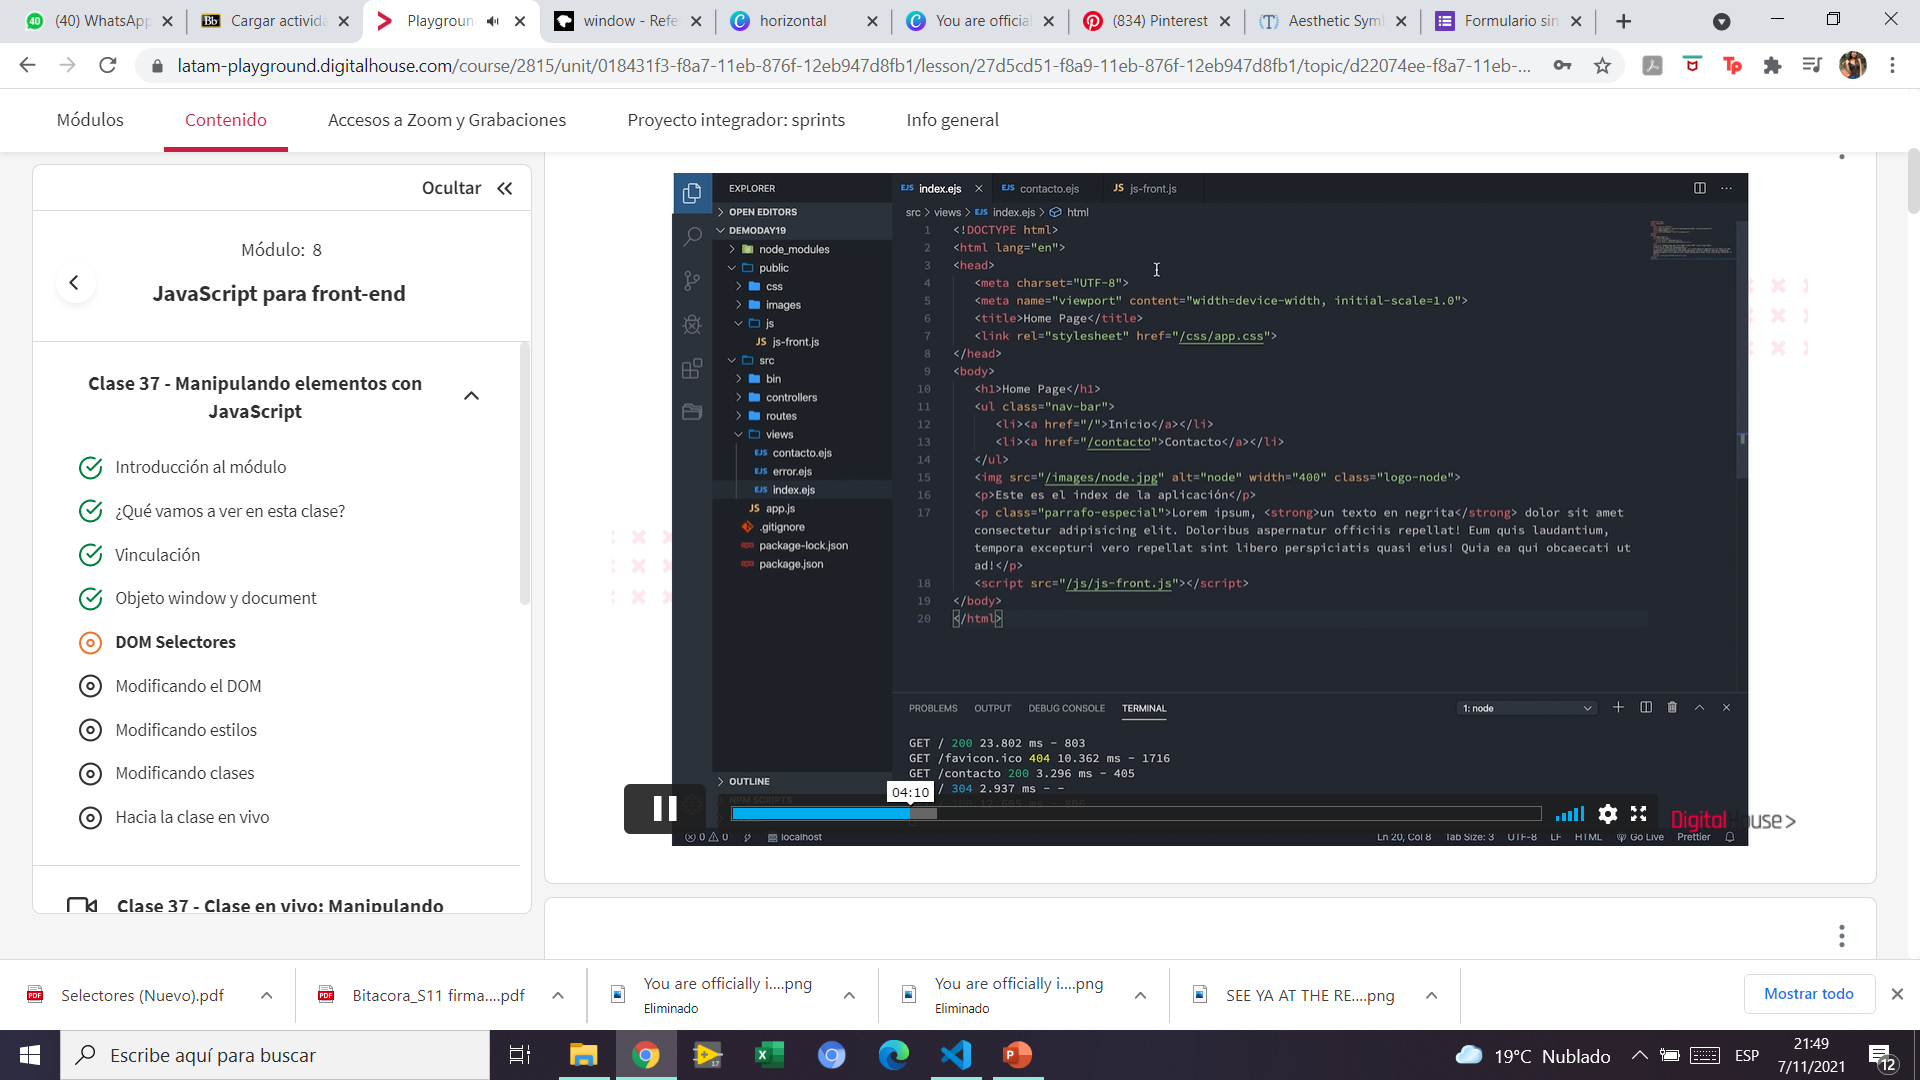 (40) WhatsApp
Cargar activida
Playground
window - Refe
horizontal
You are officia
(834) Pinterest
Aesthetic Sym
Formulario sin
latam-playground.digitalhouse.com/course/2815/unit/018431f3-f8a7-11eb-876f-12eb947d8fb1/lesson/27d5cd51-f8a9-11eb-876f-12eb947d8fb1/topic/d22074ee-f8a7-11eb-...
Módulos
Contenido
Accesos a Zoom y Grabaciones
Proyecto integrador: sprints
Info general
Ocultar
Módulo: 8
JavaScript para front-end
Clase 37 - Manipulando elementos con
JavaScript
Introducción al módulo
¿Qué vamos a ver en esta clase?
Vinculación
Objeto window y document
DOM Selectores
Modificando el DOM
Modificando estilos
Modificando clases
Hacia la clase en vivo
Clase 37 - Clase en vivo: Manipulando
EXPLORER
OPEN EDITORS
DEMODAY19
node_modules
public
css
images
js
JS js-front.js
src
bin
controllers
routes
views
EJS contacto.ejs
EJS error.ejs
EJS index.ejs
JS app.js
.gitignore
package-lock.json
package.json
OUTLINE
NPM SCRIPTS
EJS index.ejs
EJS contacto.ejs
JS js-front.js
src > views > EJS index.ejs > html
1 <!DOCTYPE html>
2 <html lang="en">
3 <head>
4 <meta charset="UTF-8">
5 <meta name="viewport" content="width=device-width, initial-scale=1.0">
6 <title>Home Page</title>
7 <link rel="stylesheet" href="/css/app.css">
8 </head>
9 <body>
10 <h1>Home Page</h1>
11 <ul class="nav-bar">
12 <li><a href="/">Inicio</a></li>
13 <li><a href="/contacto">Contacto</a></li>
14 </ul>
15 <img src="/images/node.jpg" alt="node" width="400" class="logo-node">
16 <p>Este es el index de la aplicación</p>
17 <p class="parrafo-especial">Lorem ipsum, <strong>un texto en negrita</strong> dolor sit amet
consectetur adipisicing elit. Doloribus aspernatur officiis repellat! Eum quis laudantium,
tempora excepturi vero repellat sint libero perspiciatis quasi eius! Quia ea qui obcaecati ut
ad!</p>
18 <script src="/js/js-front.js"></script>
19 </body>
20 </html>
PROBLEMS
OUTPUT
DEBUG CONSOLE
TERMINAL
1: node
GET / 200 23.802 ms - 803
GET /favicon.ico 404 10.362 ms - 1716
GET /contacto 200 3.296 ms - 405
/ 304 2.937 ms - -
04:10
0 0
localhost
Ln 20, Col 8
Tab Size: 3
UTF-8
LF
HTML
Go Live
Prettier
DigitalHouse>
Selectores (Nuevo).pdf
Bitacora_S11 firma....pdf
You are officially i....png
Eliminado
You are officially i....png
Eliminado
SEE YA AT THE RE....png
Mostrar todo
Escribe aquí para buscar
19°C Nublado
ESP
21:49
7/11/2021
12